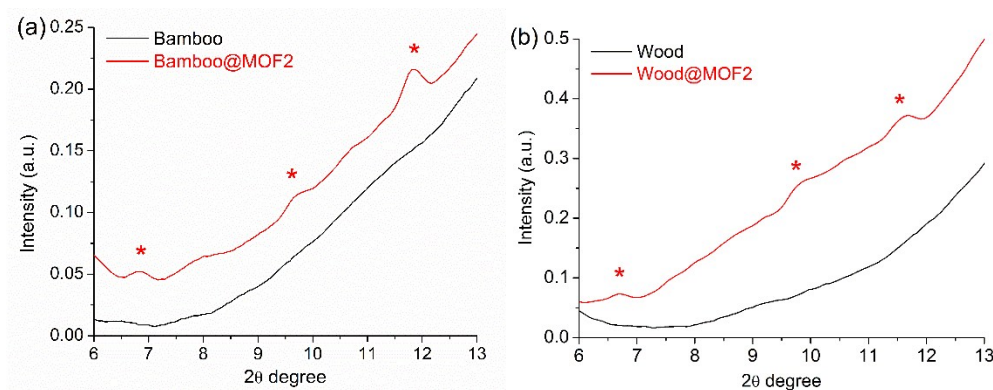 (a)
Bamboo
Bamboo@MOF2
*
*
*
0.25
0.20
0.15
0.10
0.05
0.00
Intensity (a.u.)
6 7 8 9 10 11 12 13
2θ degree
(b)
Wood
Wood@MOF2
*
*
*
0.5
0.4
0.3
0.2
0.1
0.0
Intensity (a.u.)
6 7 8 9 10 11 12 13
2θ degree